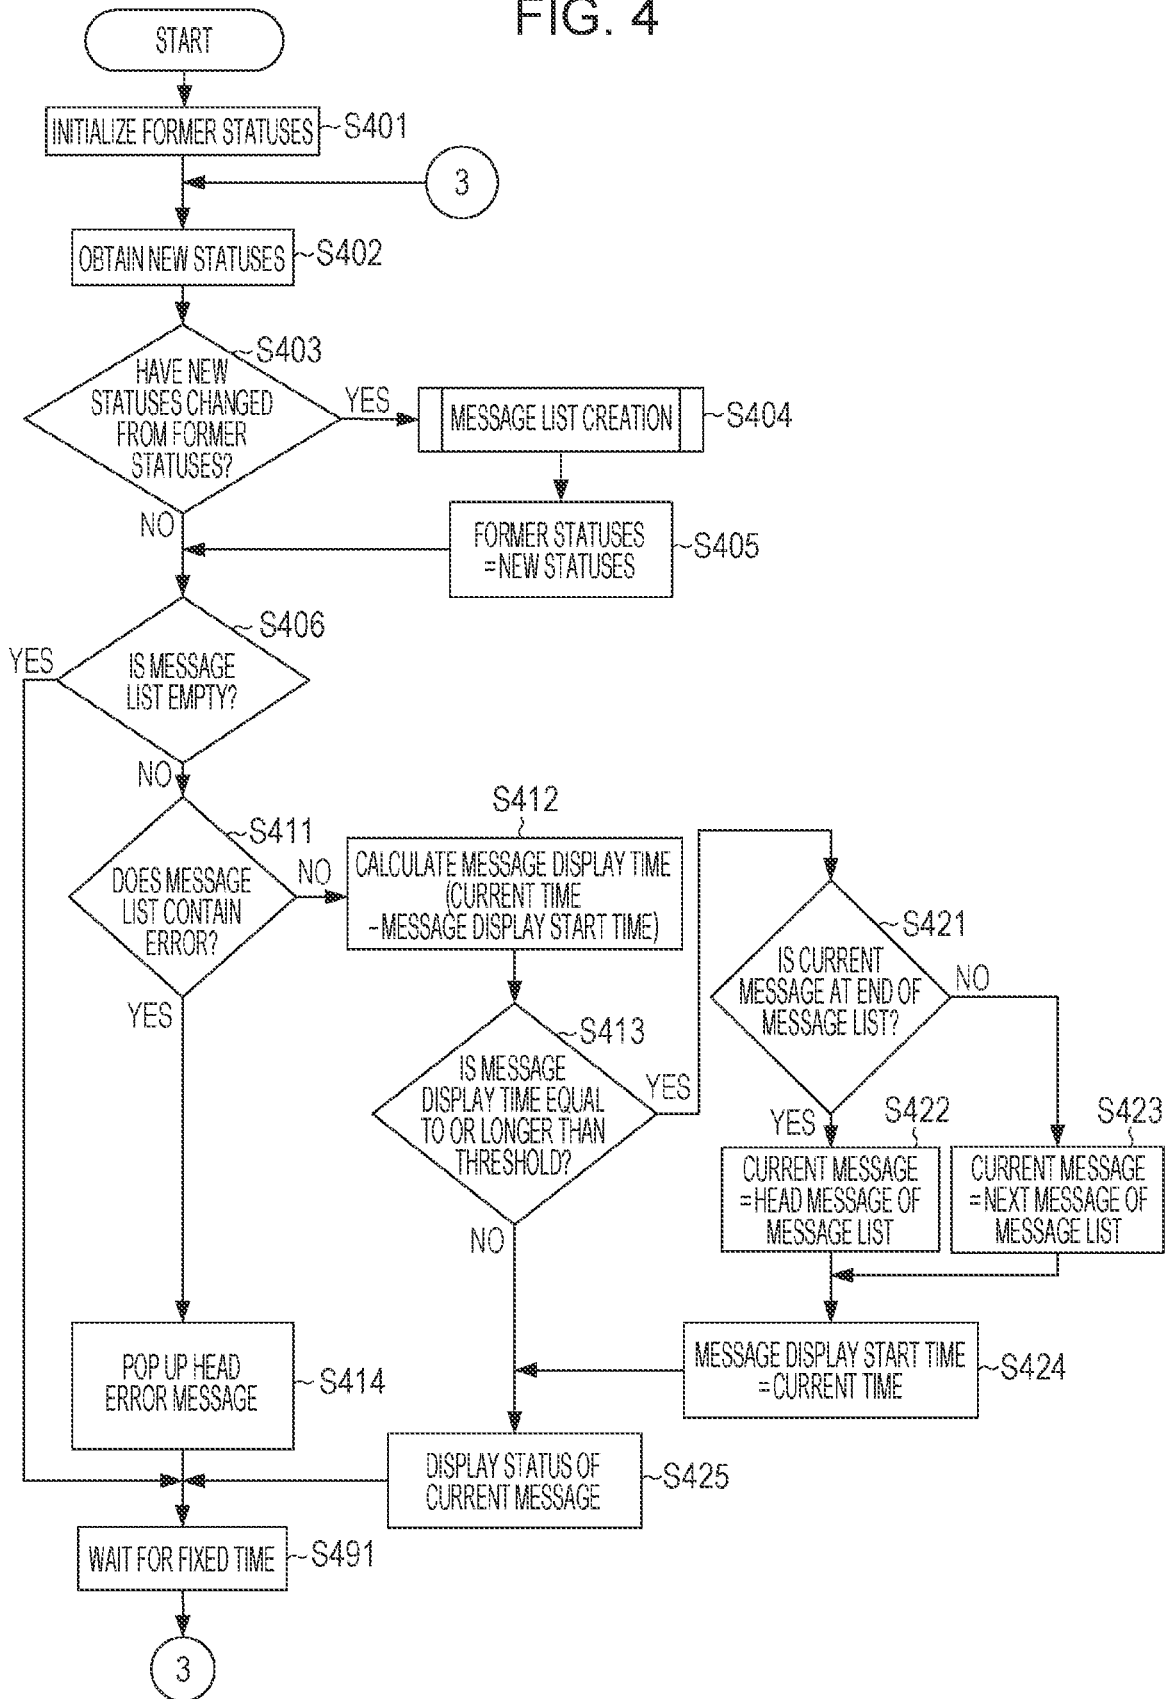 FIG. 4
START
INITIALIZE FORMER STATUSES
S401
3
OBTAIN NEW STATUSES
S402
S403
HAVE NEW
STATUSES CHANGED
FROM FORMER
STATUSES?
YES
MESSAGE LIST CREATION
S404
NO
FORMER STATUSES
=NEW STATUSES
S405
S406
YES
IS MESSAGE
LIST EMPTY?
NO
S411
DOES MESSAGE
LIST CONTAIN
ERROR?
NO
YES
S412
CALCULATE MESSAGE DISPLAY TIME
(CURRENT TIME
-MESSAGE DISPLAY START TIME)
S413
IS MESSAGE
DISPLAY TIME EQUAL
TO OR LONGER THAN
THRESHOLD?
YES
NO
S421
IS CURRENT
MESSAGE AT END OF
MESSAGE LIST?
NO
YES
S422
CURRENT MESSAGE
=HEAD MESSAGE OF
MESSAGE LIST
S423
CURRENT MESSAGE
=NEXT MESSAGE OF
MESSAGE LIST
POP UP HEAD
ERROR MESSAGE
S414
MESSAGE DISPLAY START TIME
=CURRENT TIME
S424
DISPLAY STATUS OF
CURRENT MESSAGE
S425
WAIT FOR FIXED TIME
S491
3